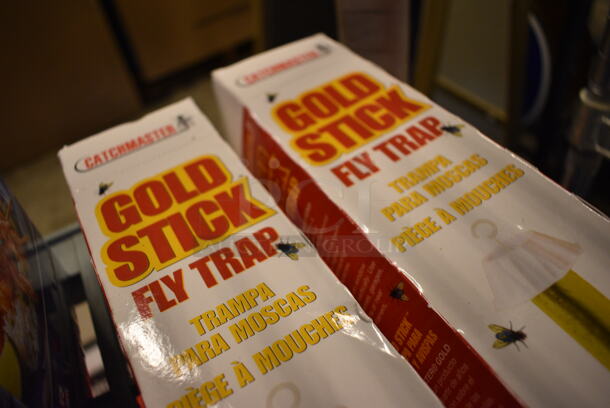 CATCHMASTER
GOLD
STICK
FLY TRAP
TRAMPA
PARA MOSCAS
PIÈGE À MOUCHES
CATCHMASTER
GOLD
STICK
FLY TRAP
TRAMPA
PARA MOSCAS
PIÈGE À MOUCHES
GROUP